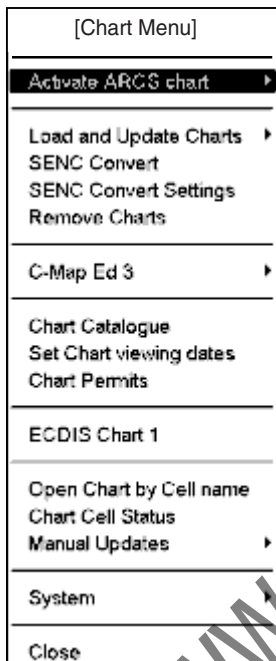 [Chart Menu]
Activate ARCS chart
Load and Update Charts
SENC Convert
SENC Convert Settings
Remove Charts
C-Map Ed 3
Chart Catalogue
Set Chart viewing dates
Chart Permits
ECDIS Chart 1
Open Chart by Cell name
Chart Cell Status
Manual Updates
System
Close